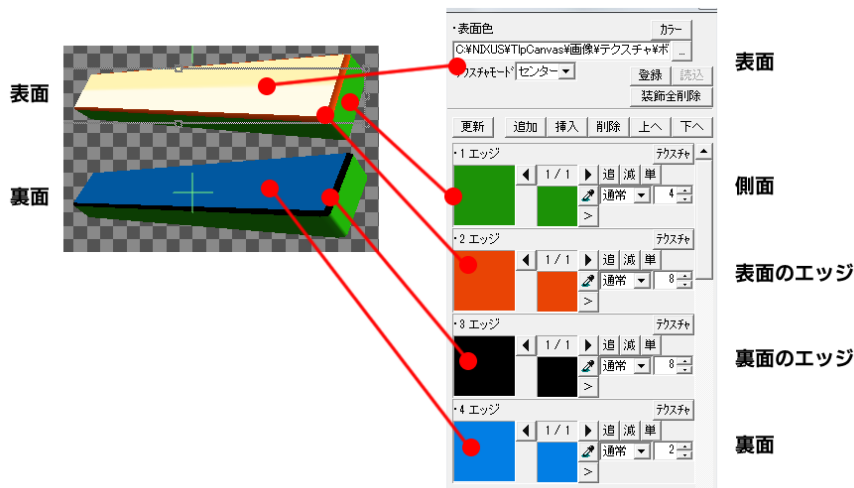 表面
裏面
・表面色
カラー
C:¥NIXUS¥TlpCanvas¥画像¥テクスチャ¥ボ
_
テクスチャモード センター
登録 読込
装飾全削除
更新 追加 挿入 削除 上へ 下へ
・1 エッジ
テクスチャ
1 / 1 追 減 単
通常 4
>
・2 エッジ
テクスチャ
1 / 1 追 減 単
通常 8
>
・3 エッジ
テクスチャ
1 / 1 追 減 単
通常 8
>
・4 エッジ
テクスチャ
1 / 1 追 減 単
通常 2
>
表面
側面
表面のエッジ
裏面のエッジ
裏面